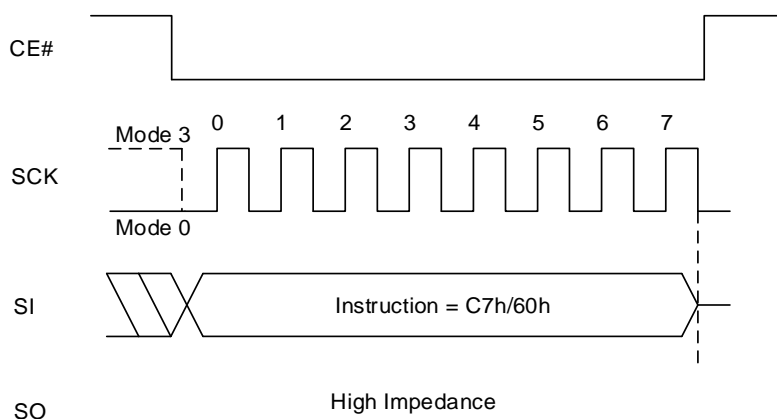 CE#
Mode 3
0 1 2 3 4 5 6 7
SCK
Mode 0
SI
Instruction = C7h/60h
SO
High Impedance